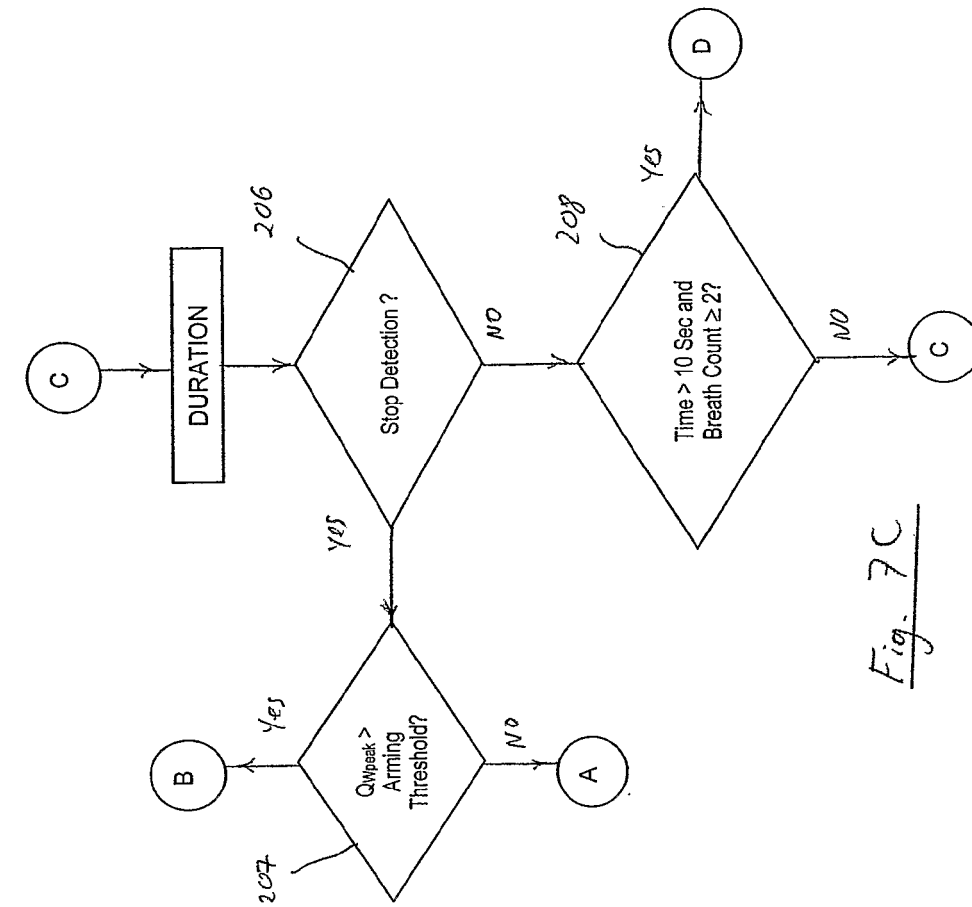 C
DURATION
206
Stop Detection ?
Yes
NO
207
Qwpeak >
Arming
Threshold?
Yes
B
NO
A
208
Time > 10 Sec and
Breath Count ≥ 2?
Yes
D
NO
C
Fig. 7C